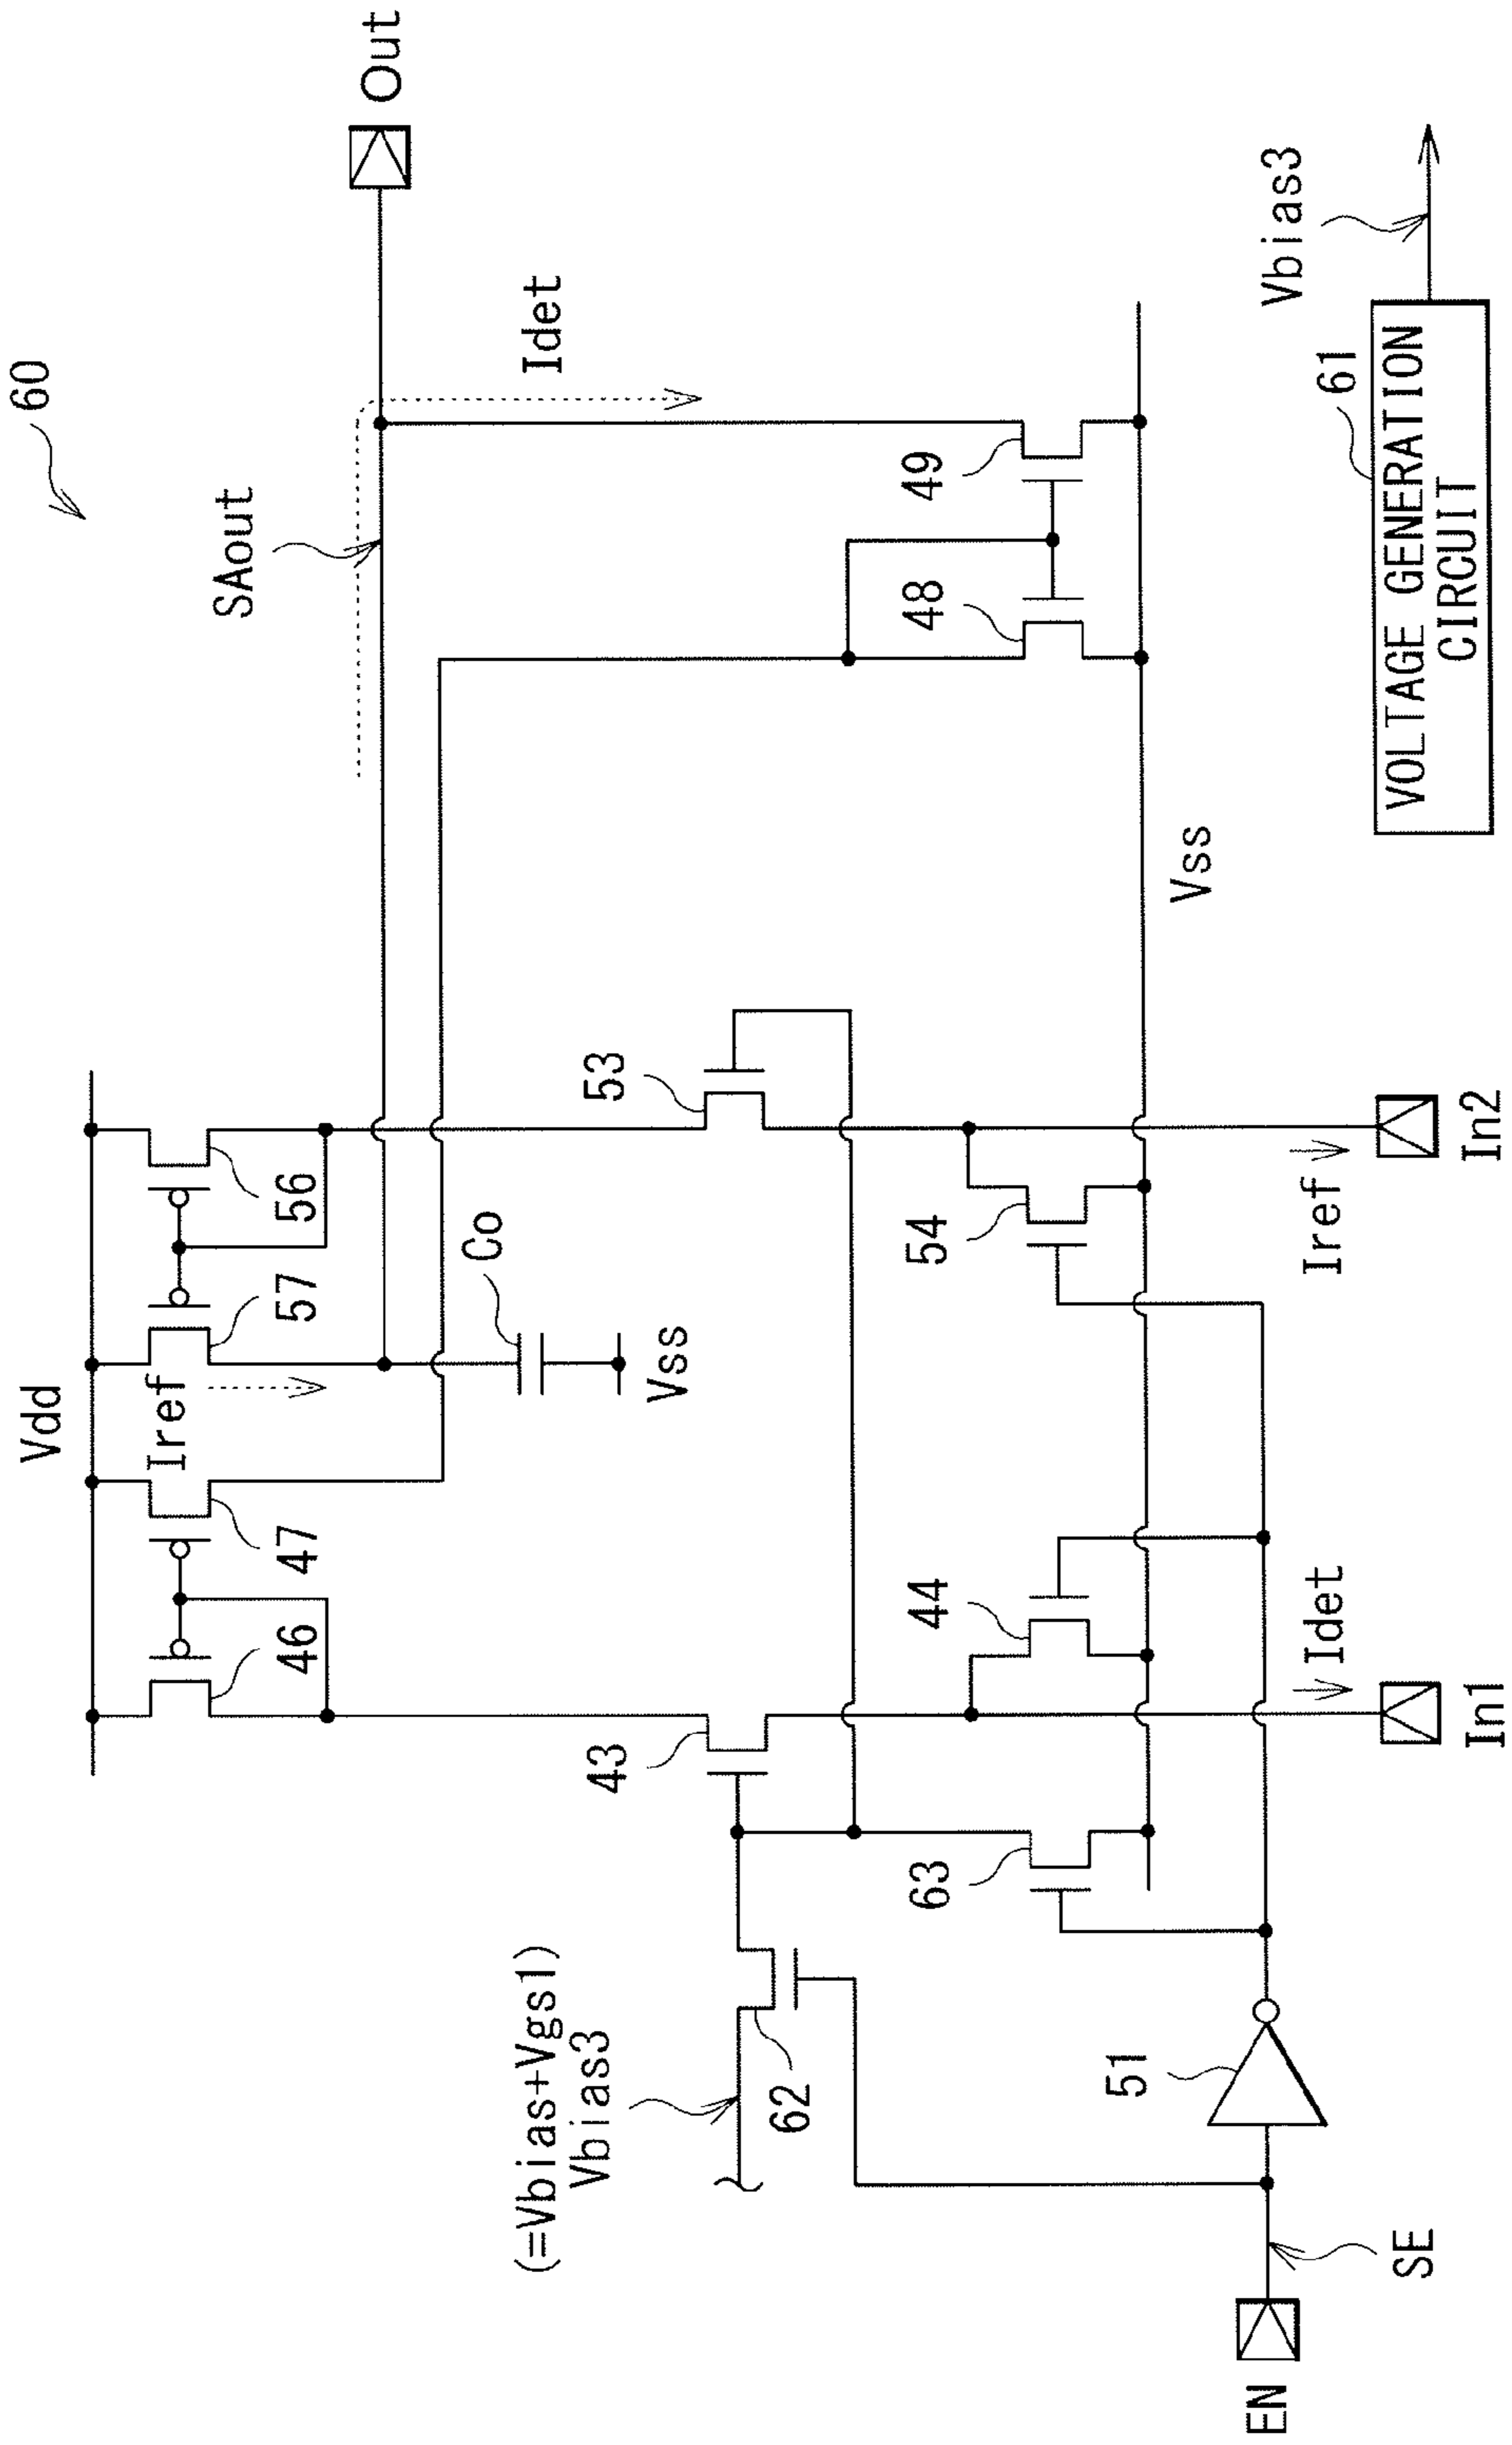 60
Vdd
SAout
Out
46
47
Iref
57
56
Idet
Co
Vss
(=Vbias+Vgs1)
Vbias3
43
53
62
63
44
54
48
49
51
Vss
SE
EN
Idet
Iref
In1
In2
61
VOLTAGE GENERATION
CIRCUIT
Vbias3